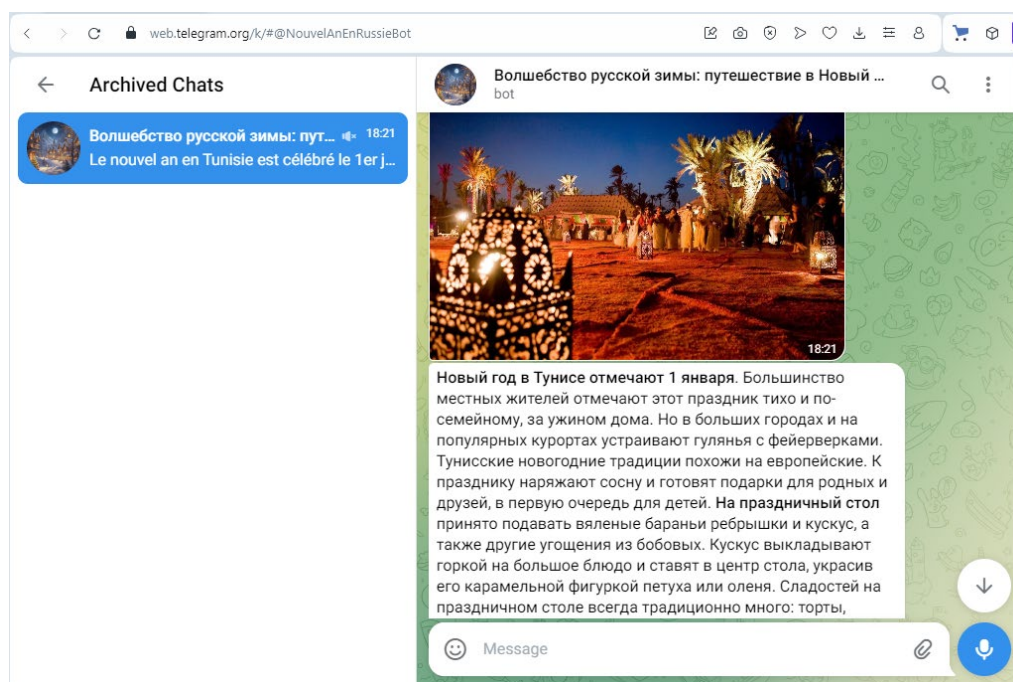 web.telegram.org/k/#@NouvelAnEnRussieBot
Archived Chats
Волшебство русской зимы: пут... 18:21
Le nouvel an en Tunisie est célébré le 1er j...
Волшебство русской зимы: путешествие в Новый ...
bot
18:21
Новый год в Тунисе отмечают 1 января. Большинство
местных жителей отмечают этот праздник тихо и по-
семейному, за ужином дома. Но в больших городах и на
популярных курортах устраивают гулянья с фейерверками.
Тунисские новогодние традиции похожи на европейские. К
празднику наряжают сосну и готовят подарки для родных и
друзей, в первую очередь для детей. На праздничный стол
принято подавать вяленые бараньи ребрышки и кускус, а
также другие угощения из бобовых. Кускус выкладывают
горкой на большое блюдо и ставят в центр стола, украсив
его карамельной фигуркой петуха или оленя. Сладостей на
праздничном столе всегда традиционно много: торты,
Message